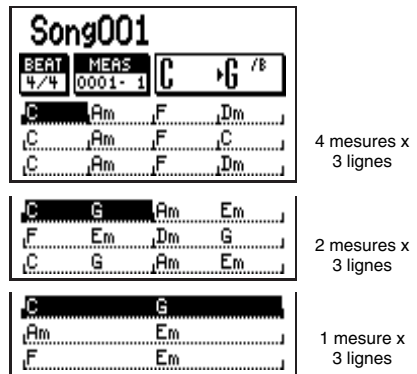 Song001
BEAT MEAS
4/4 0001- 1 C ▸G /B
C Am F Dm
C Am F C
C Am F Dm
4 mesures x
3 lignes
C G Am Em
F Em Dm G
C G Am Em
2 mesures x
3 lignes
C G
Am Em
F Em
1 mesure x
3 lignes